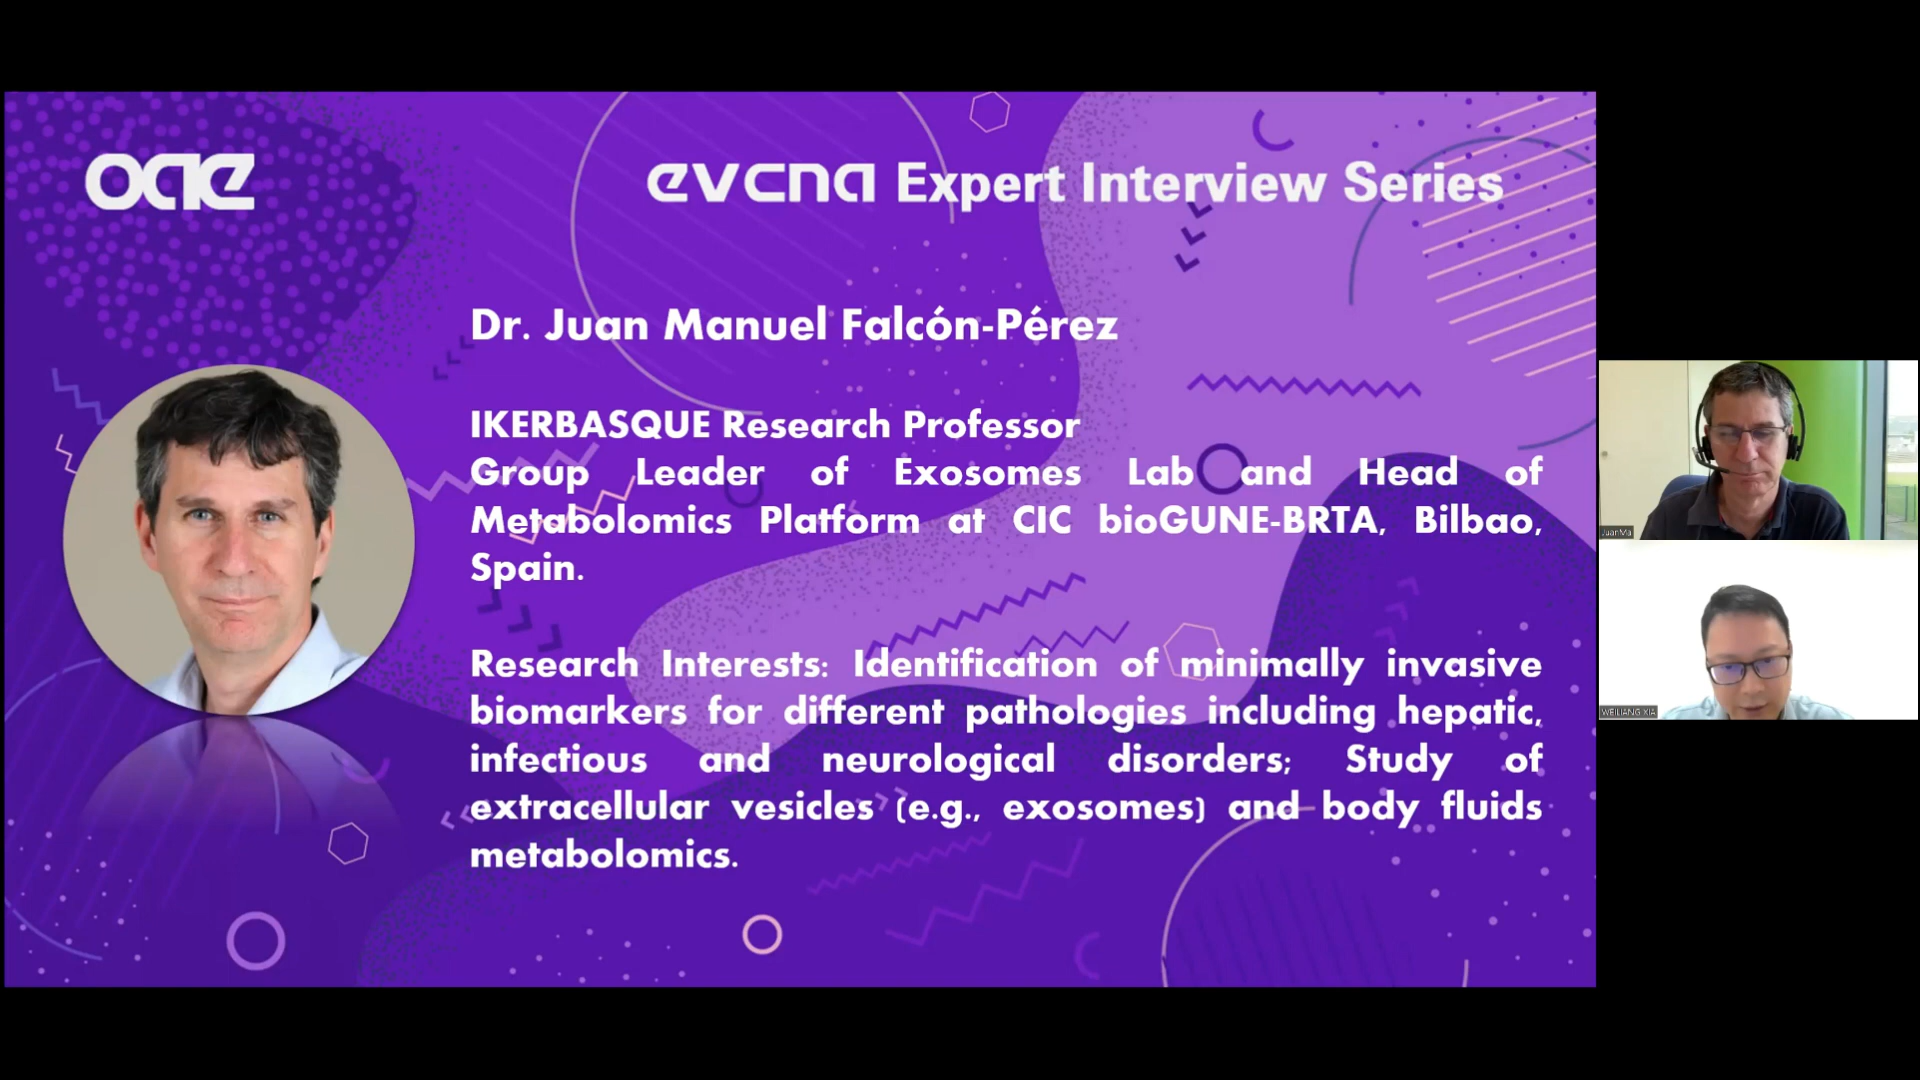 oae
evcna Expert Interview Series
Dr. Juan Manuel Falcón-Pérez
IKERBASQUE Research Professor
Group Leader of Exosomes Lab and Head of
Metabolomics Platform at CIC bioGUNE-BRTA, Bilbao,
Spain.
Research Interests: Identification of minimally invasive
biomarkers for different pathologies including hepatic,
infectious and neurological disorders; Study of
extracellular vesicles (e.g., exosomes) and body fluids
metabolomics.
JuanMa
WEILIANG XIA